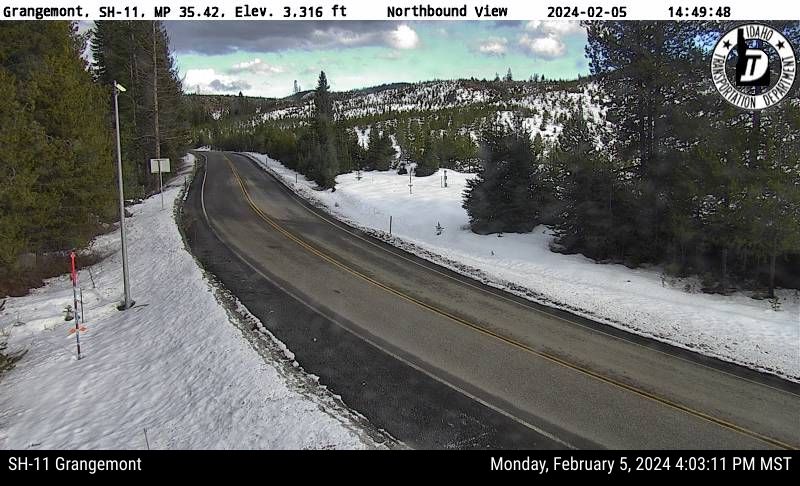 Grangemont, SH-11, MP 35.42, Elev. 3,316 ft Northbound View 2024-02-05 14:49:48
IDAHO
TRANSPORTATION DEPARTMENT
SH-11 Grangemont Monday, February 5, 2024 4:03:11 PM MST